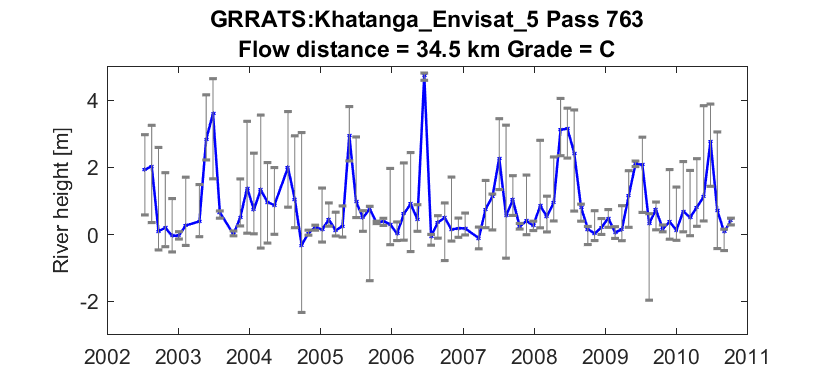 GRRATS:Khatanga_Envisat_5 Pass 763
Flow distance = 34.5 km Grade = C
River height [m]
4
2
0
-2
2002 2003 2004 2005 2006 2007 2008 2009 2010 2011